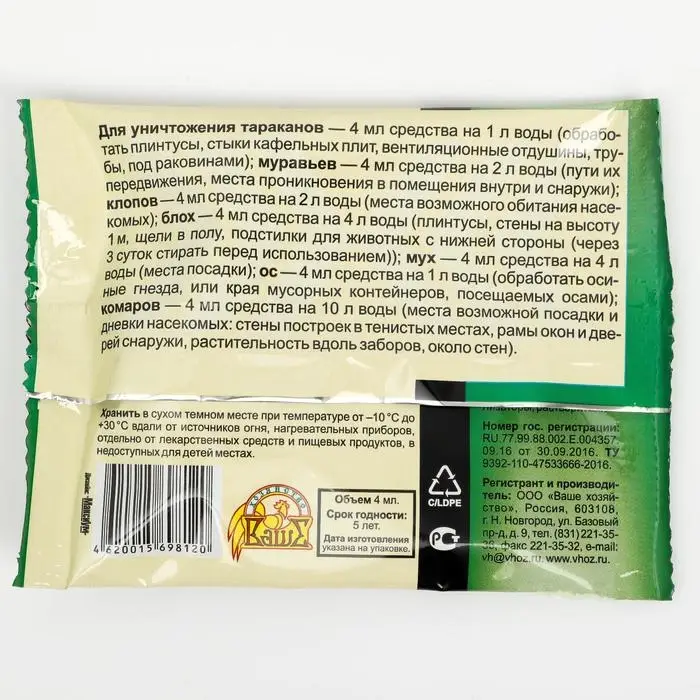 Для уничтожения тараканов — 4 мл средства на 1 л воды (обрабо-
тать плинтусы, стыки кафельных плит, вентиляционные отдушины, тру-
бы, под раковинами); муравьев — 4 мл средства на 2 л воды (пути их
передвижения, места проникновения в помещения внутри и снаружи);
клопов — 4 мл средства на 2 л воды (места возможного обитания насе-
комых); блох — 4 мл средства на 4 л воды (плинтусы, стены на высоту
1 м, щели в полу, подстилки для животных с нижней стороны (через
3 суток стирать перед использованием)); мух — 4 мл средства на 4 л
воды (места посадки); ос — 4 мл средства на 1 л воды (обработать оси-
ные гнезда, или края мусорных контейнеров, посещаемых осами);
комаров — 4 мл средства на 10 л воды (места возможной посадки и
дневки насекомых: стены построек в тенистых местах, рамы окон и две-
рей снаружи, растительность вдоль заборов, около стен).
Хранить в сухом темном месте при температуре от –10 °C до
+30 °C вдали от источников огня, нагревательных приборов,
отдельно от лекарственных средств и пищевых продуктов, в
недоступных для детей местах.
Дизайн: Максимум
4620015698120
ХОЗЯЙСТВО
ВАШЕ
Объем 4 мл.
Срок годности:
5 лет.
Дата изготовления
указана на упаковке.
C/LDPE
РСТ
Номер гос. регистрации:
RU.77.99.88.002.Е.004357.
09.16 от 30.09.2016. ТУ
9392-110-47533666-2016.
Регистрант и производи-
тель: ООО «Ваше хозяй-
ство», Россия, 603108,
г. Н. Новгород, ул. Базовый
пр-д, д. 9, тел. (831) 221-35-
36, факс 221-35-32, e-mail:
vh@vhoz.ru, www.vhoz.ru.